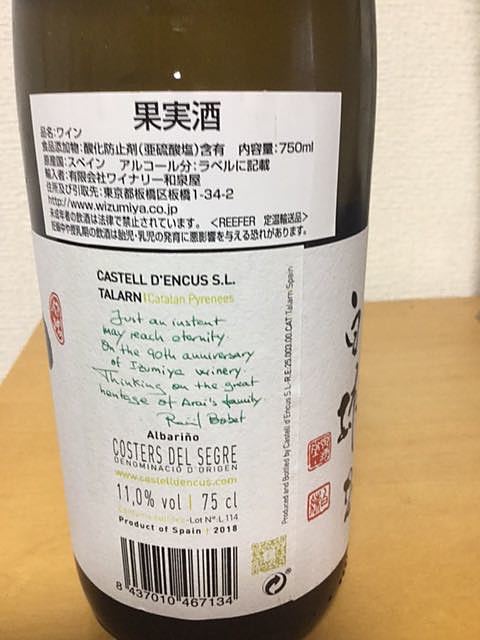 果実酒
品名:ワイン
食品添加物:酸化防止剤(亜硫酸塩)含有 内容量:750ml
原産国:スペイン アルコール分:ラベルに記載
輸入者:有限会社ワイナリー和泉屋
住所及び引取先:東京都板橋区板橋1-34-2
http://www.wizumiya.co.jp
未成年者の飲酒は法律で禁止されています。 <REEFER 定温輸送品>
妊娠中や授乳期の飲酒は胎児・乳児の発育に悪影響を与える恐れがあります。
CASTELL D'ENCUS S.L.
TALARN | Catalan Pyrenees
Just an instant
may reach eternity.
On the 90th anniversary
of Izumiya winery.
Thinking on the great
heritage of Arai's family.
Raül Bobet
Albariño
COSTERS DEL SEGRE
DENOMINACIÓ D'ORIGEN
www.castelldencus.com
11,0% vol | 75 cl
Contains sulfites -Lot Nº:L.114
Product of Spain | 2018
8 437010 467134
Produced and Bottled by Castell d'Encus S.L-R.E:25.003.00.CAT Talarn Spain